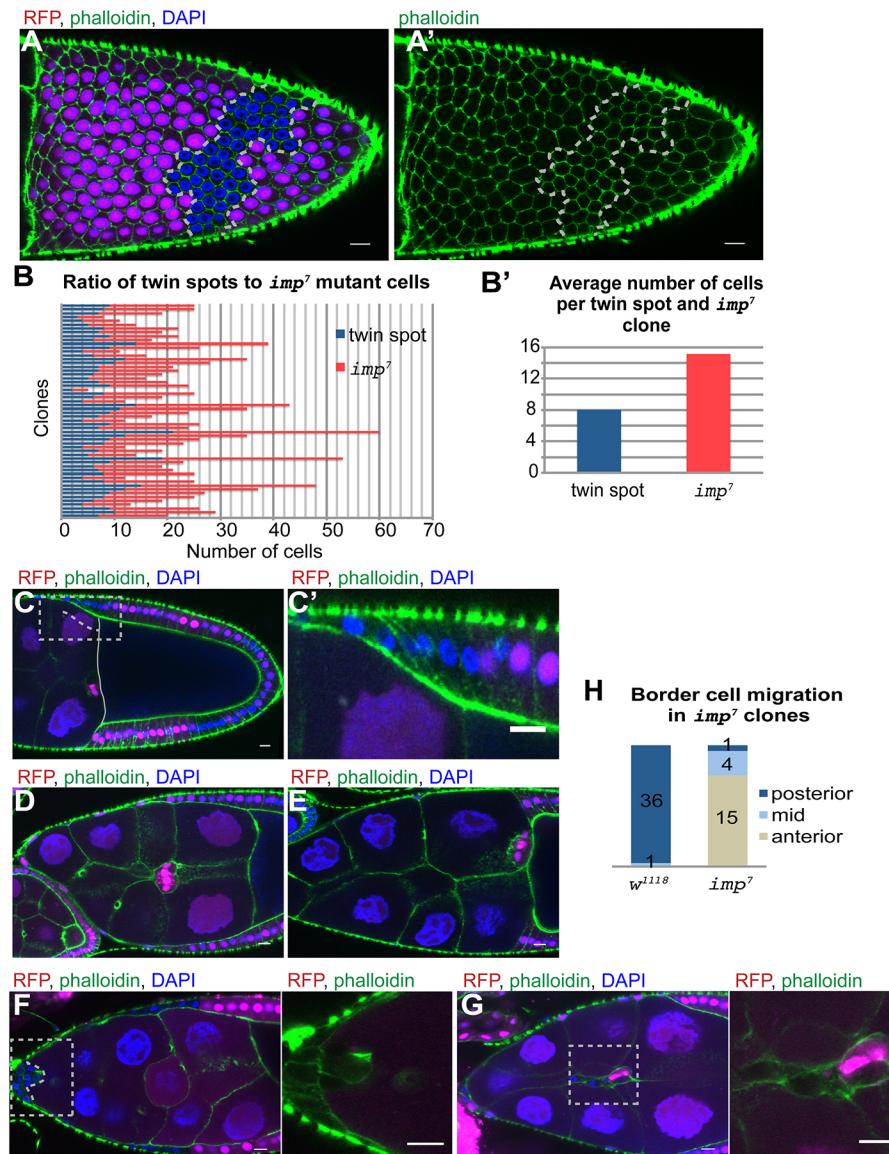 RFP, phalloidin, DAPI
phalloidin
A
A'
B
Ratio of twin spots to imp⁷ mutant cells
twin spot
imp⁷
Clones
0 10 20 30 40 50 60 70
Number of cells
B'
Average number of cells
per twin spot and imp⁷
clone
16
12
8
4
0
twin spot imp⁷
RFP, phalloidin, DAPI
RFP, phalloidin, DAPI
C
C'
H
Border cell migration
in imp⁷ clones
36
1
1
4
15
posterior
mid
anterior
w¹¹¹⁸ imp⁷
RFP, phalloidin, DAPI
RFP, phalloidin, DAPI
D
E
RFP, phalloidin, DAPI
RFP, phalloidin
RFP, phalloidin, DAPI
RFP, phalloidin
F
G